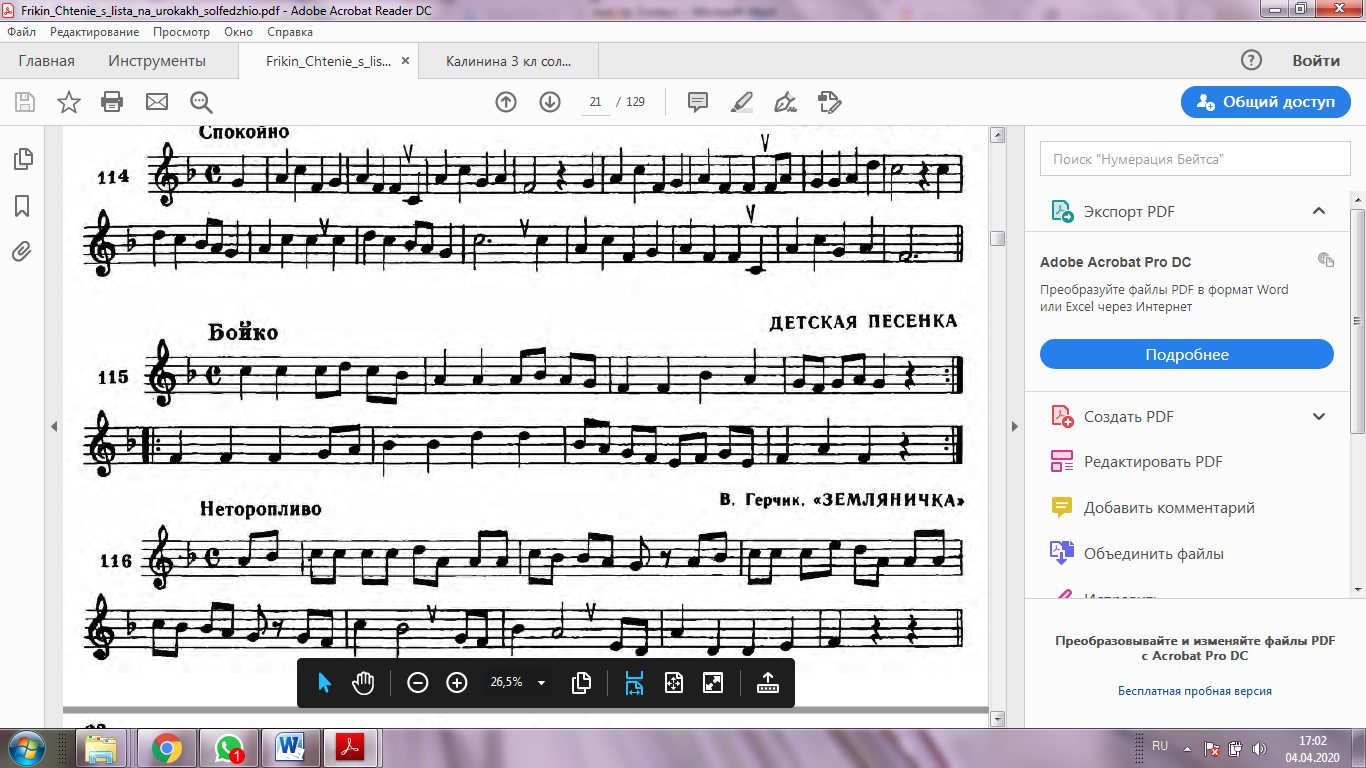 Frikin_Chtenie_s_lista_na_urokakh_solfedzhio.pdf - Adobe Acrobat Reader DC
Файл Редактирование Просмотр Окно Справка
Главная Инструменты Frikin_Chtenie_s_lis... × Калинина 3 кл сол... Войти
21 / 129 Общий доступ
Спокойно
114
Бойко
ДЕТСКАЯ ПЕСЕНКА
115
Неторопливо
В. Герчик. «ЗЕМЛЯНИЧКА»
116
26,5%
Поиск "Нумерация Бейтса"
Экспорт PDF
Adobe Acrobat Pro DC
Преобразуйте файлы PDF в формат Word
или Excel через Интернет
Подробнее
Создать PDF
Редактировать PDF
Добавить комментарий
Объединить файлы
Преобразовывайте и изменяйте файлы PDF
с Acrobat Pro DC
Бесплатная пробная версия
RU
17:02
04.04.2020